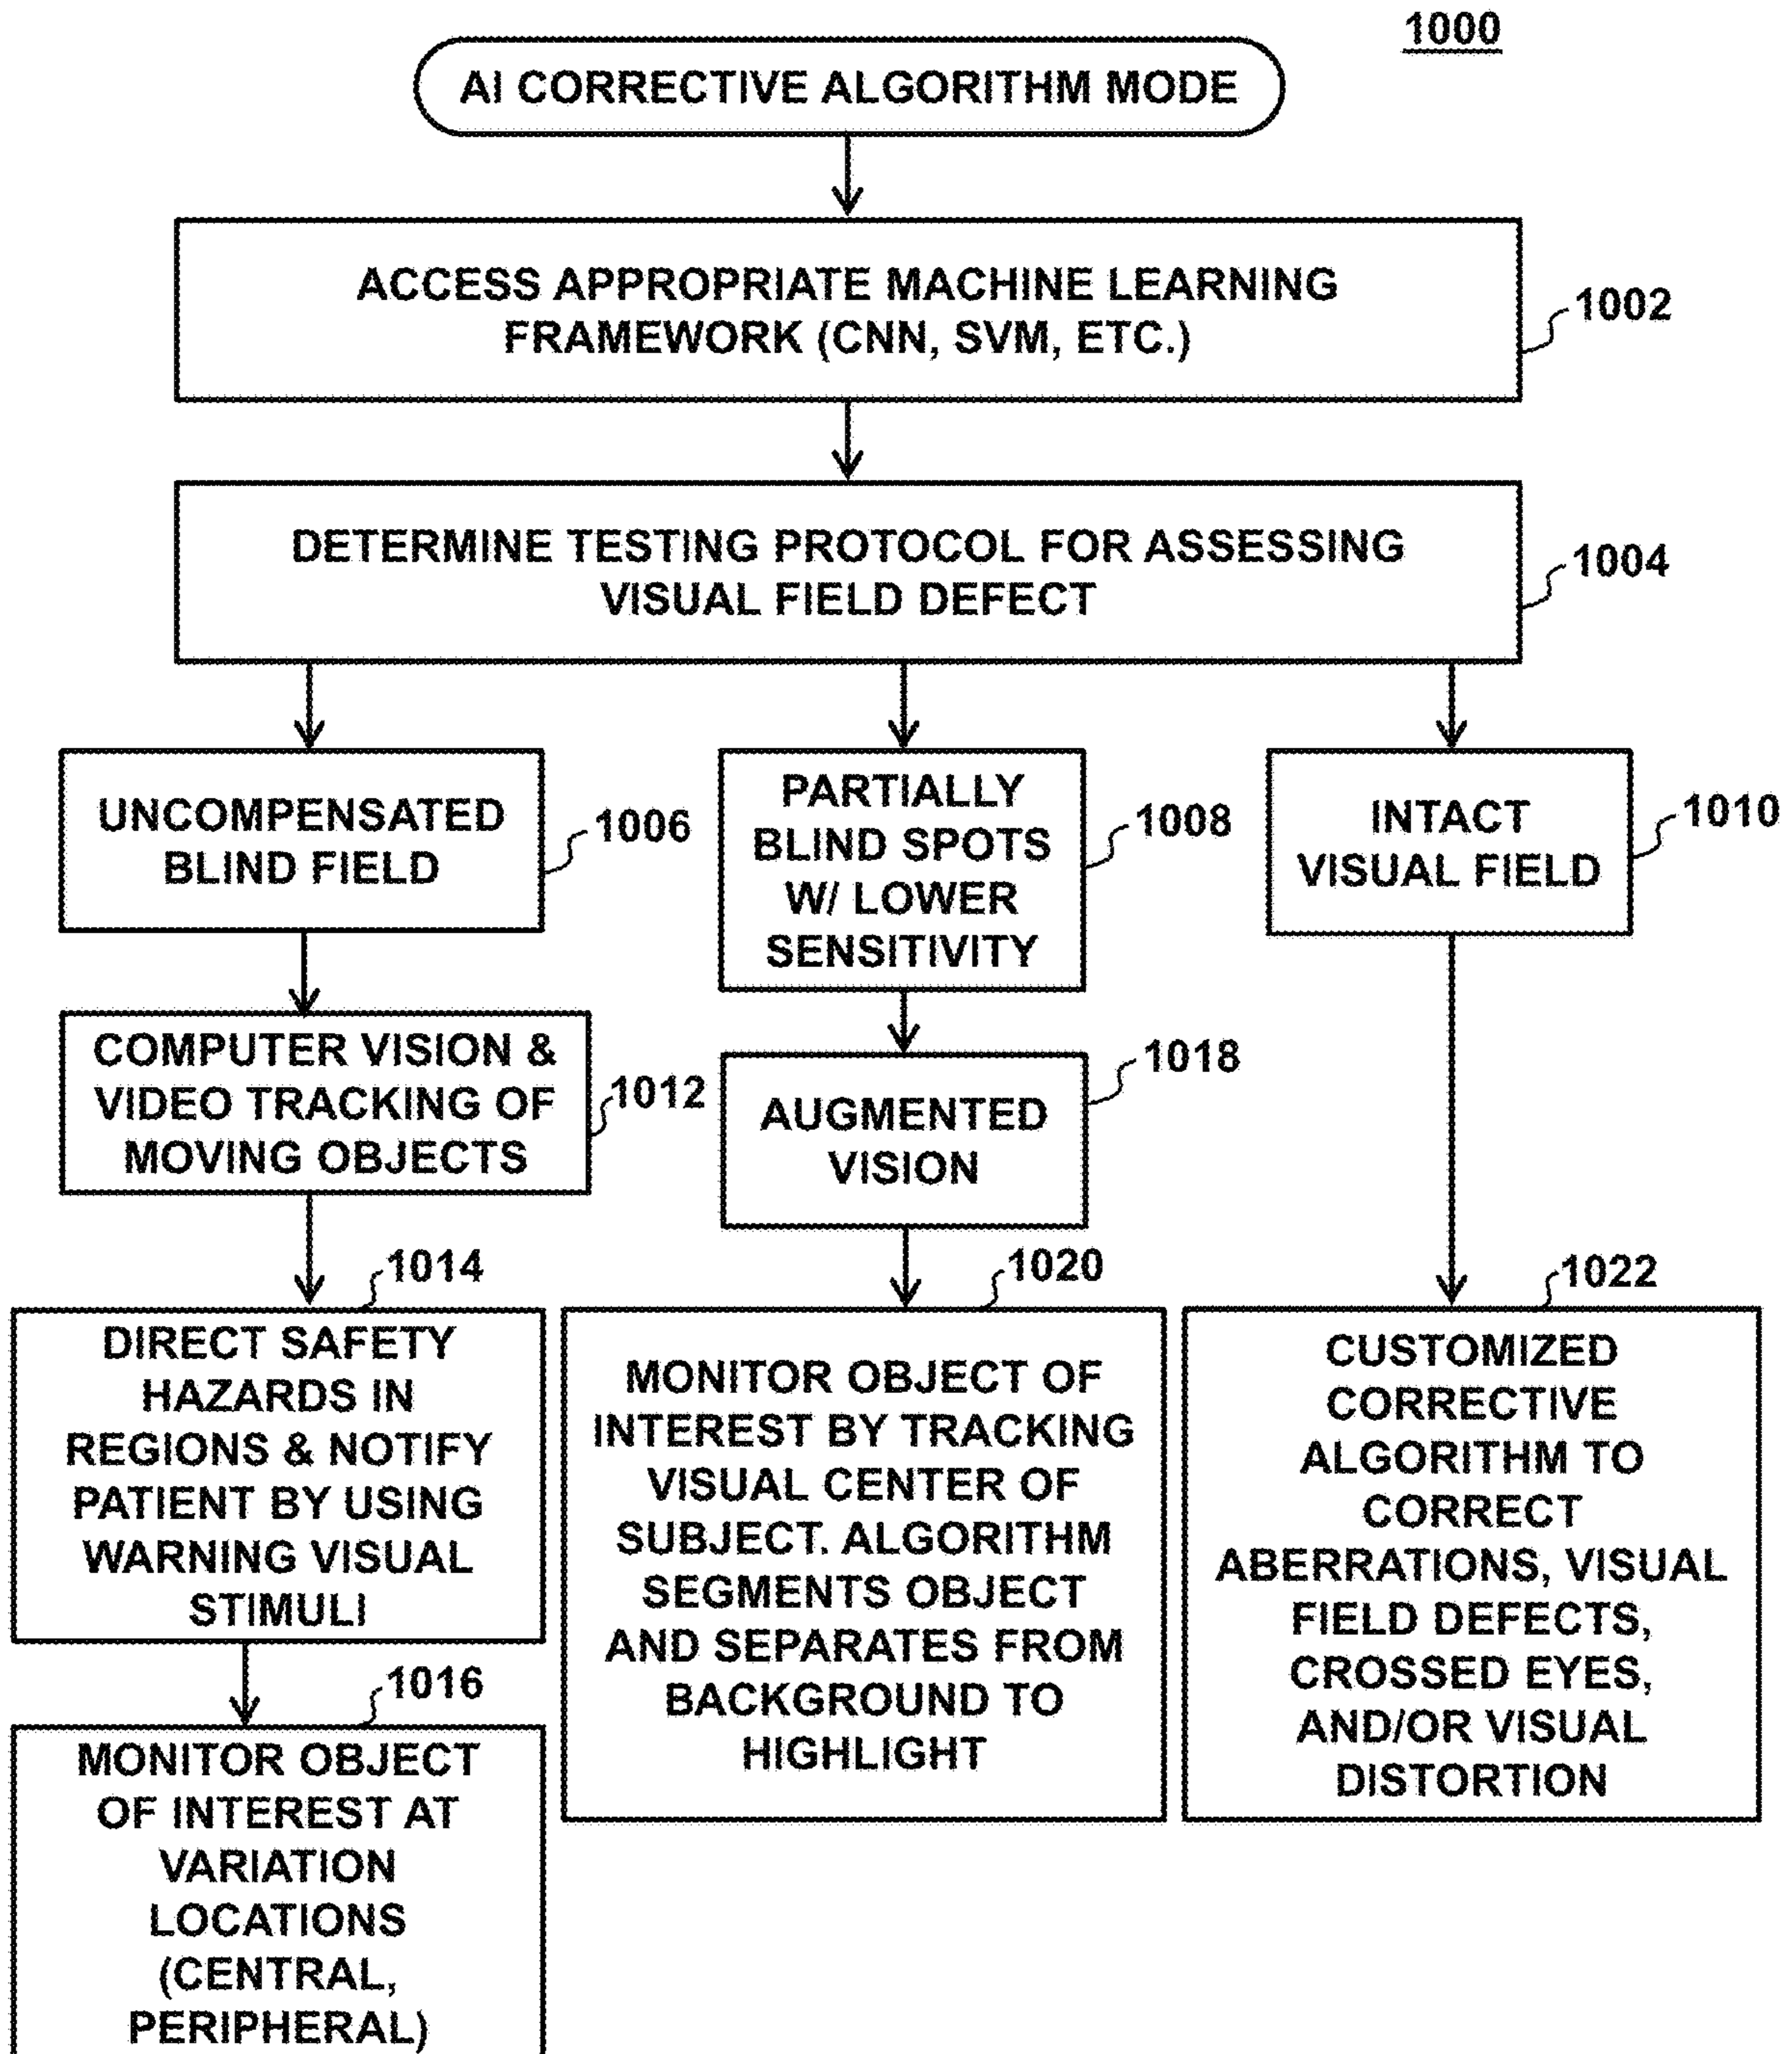 1000
AI CORRECTIVE ALGORITHM MODE
ACCESS APPROPRIATE MACHINE LEARNING
FRAMEWORK (CNN, SVM, ETC.)
1002
DETERMINE TESTING PROTOCOL FOR ASSESSING
VISUAL FIELD DEFECT
1004
UNCOMPENSATED
BLIND FIELD
1006
PARTIALLY
BLIND SPOTS
W/ LOWER
SENSITIVITY
1008
INTACT
VISUAL FIELD
1010
COMPUTER VISION &
VIDEO TRACKING OF
MOVING OBJECTS
1012
AUGMENTED
VISION
1018
1014
DIRECT SAFETY
HAZARDS IN
REGIONS & NOTIFY
PATIENT BY USING
WARNING VISUAL
STIMULI
1020
MONITOR OBJECT OF
INTEREST BY TRACKING
VISUAL CENTER OF
SUBJECT. ALGORITHM
SEGMENTS OBJECT
AND SEPARATES FROM
BACKGROUND TO
HIGHLIGHT
1022
CUSTOMIZED
CORRECTIVE
ALGORITHM TO
CORRECT
ABERRATIONS, VISUAL
FIELD DEFECTS,
CROSSED EYES,
AND/OR VISUAL
DISTORTION
1016
MONITOR OBJECT
OF INTEREST AT
VARIATION
LOCATIONS
(CENTRAL,
PERIPHERAL)